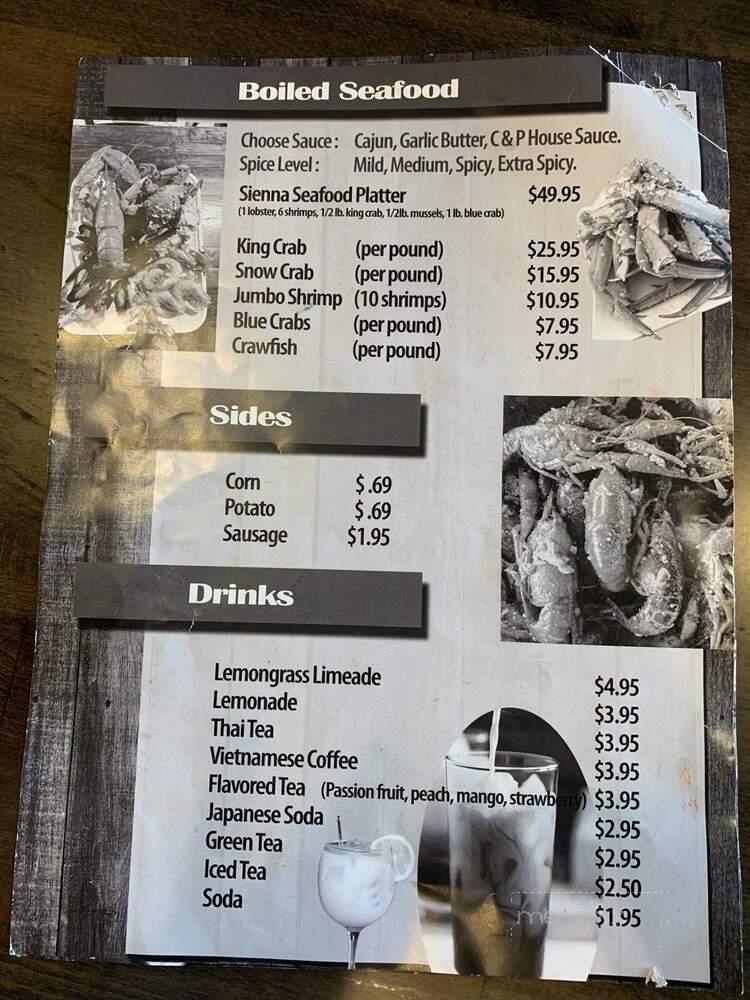 Boiled Seafood
Choose Sauce: Cajun, Garlic Butter, C & P House Sauce.
Spice Level: Mild, Medium, Spicy, Extra Spicy.
Sienna Seafood Platter $49.95
(1 lobster, 6 shrimps, 1/2 lb. king crab, 1/2lb. mussels, 1 lb. blue crab)
King Crab (per pound) $25.95
Snow Crab (per pound) $15.95
Jumbo Shrimp (10 shrimps) $10.95
Blue Crabs (per pound) $7.95
Crawfish (per pound) $7.95
Sides
Corn $.69
Potato $.69
Sausage $1.95
Drinks
Lemongrass Limeade $4.95
Lemonade $3.95
Thai Tea $3.95
Vietnamese Coffee $3.95
Flavored Tea (Passion fruit, peach, mango, strawberry) $3.95
Japanese Soda $2.95
Green Tea $2.95
Iced Tea $2.50
Soda $1.95